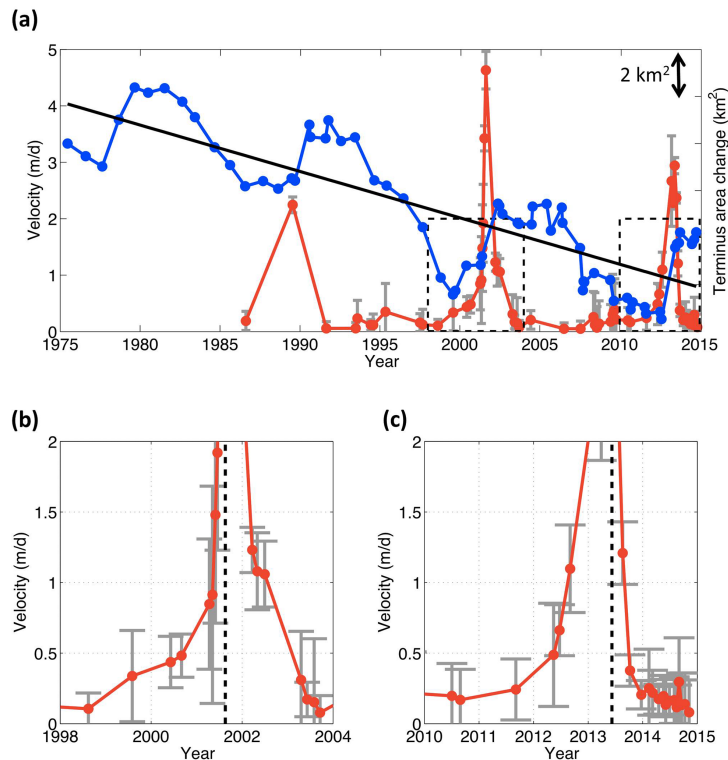 (a)
5
4
3
2
1
0
Velocity (m/d)
2 km²
Terminus area change (km²)
1975 1980 1985 1990 1995 2000 2005 2010 2015
Year
(b)
2
1.5
1
0.5
0
Velocity (m/d)
1998 2000 2002 2004
Year
(c)
2
1.5
1
0.5
0
Velocity (m/d)
2010 2011 2012 2013 2014 2015
Year